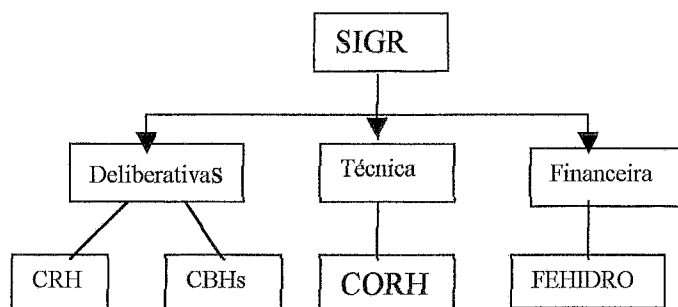 SIGR
DeliberativaS
Técnica
Financeira
CRH
CBHs
CORH
FEHIDRO